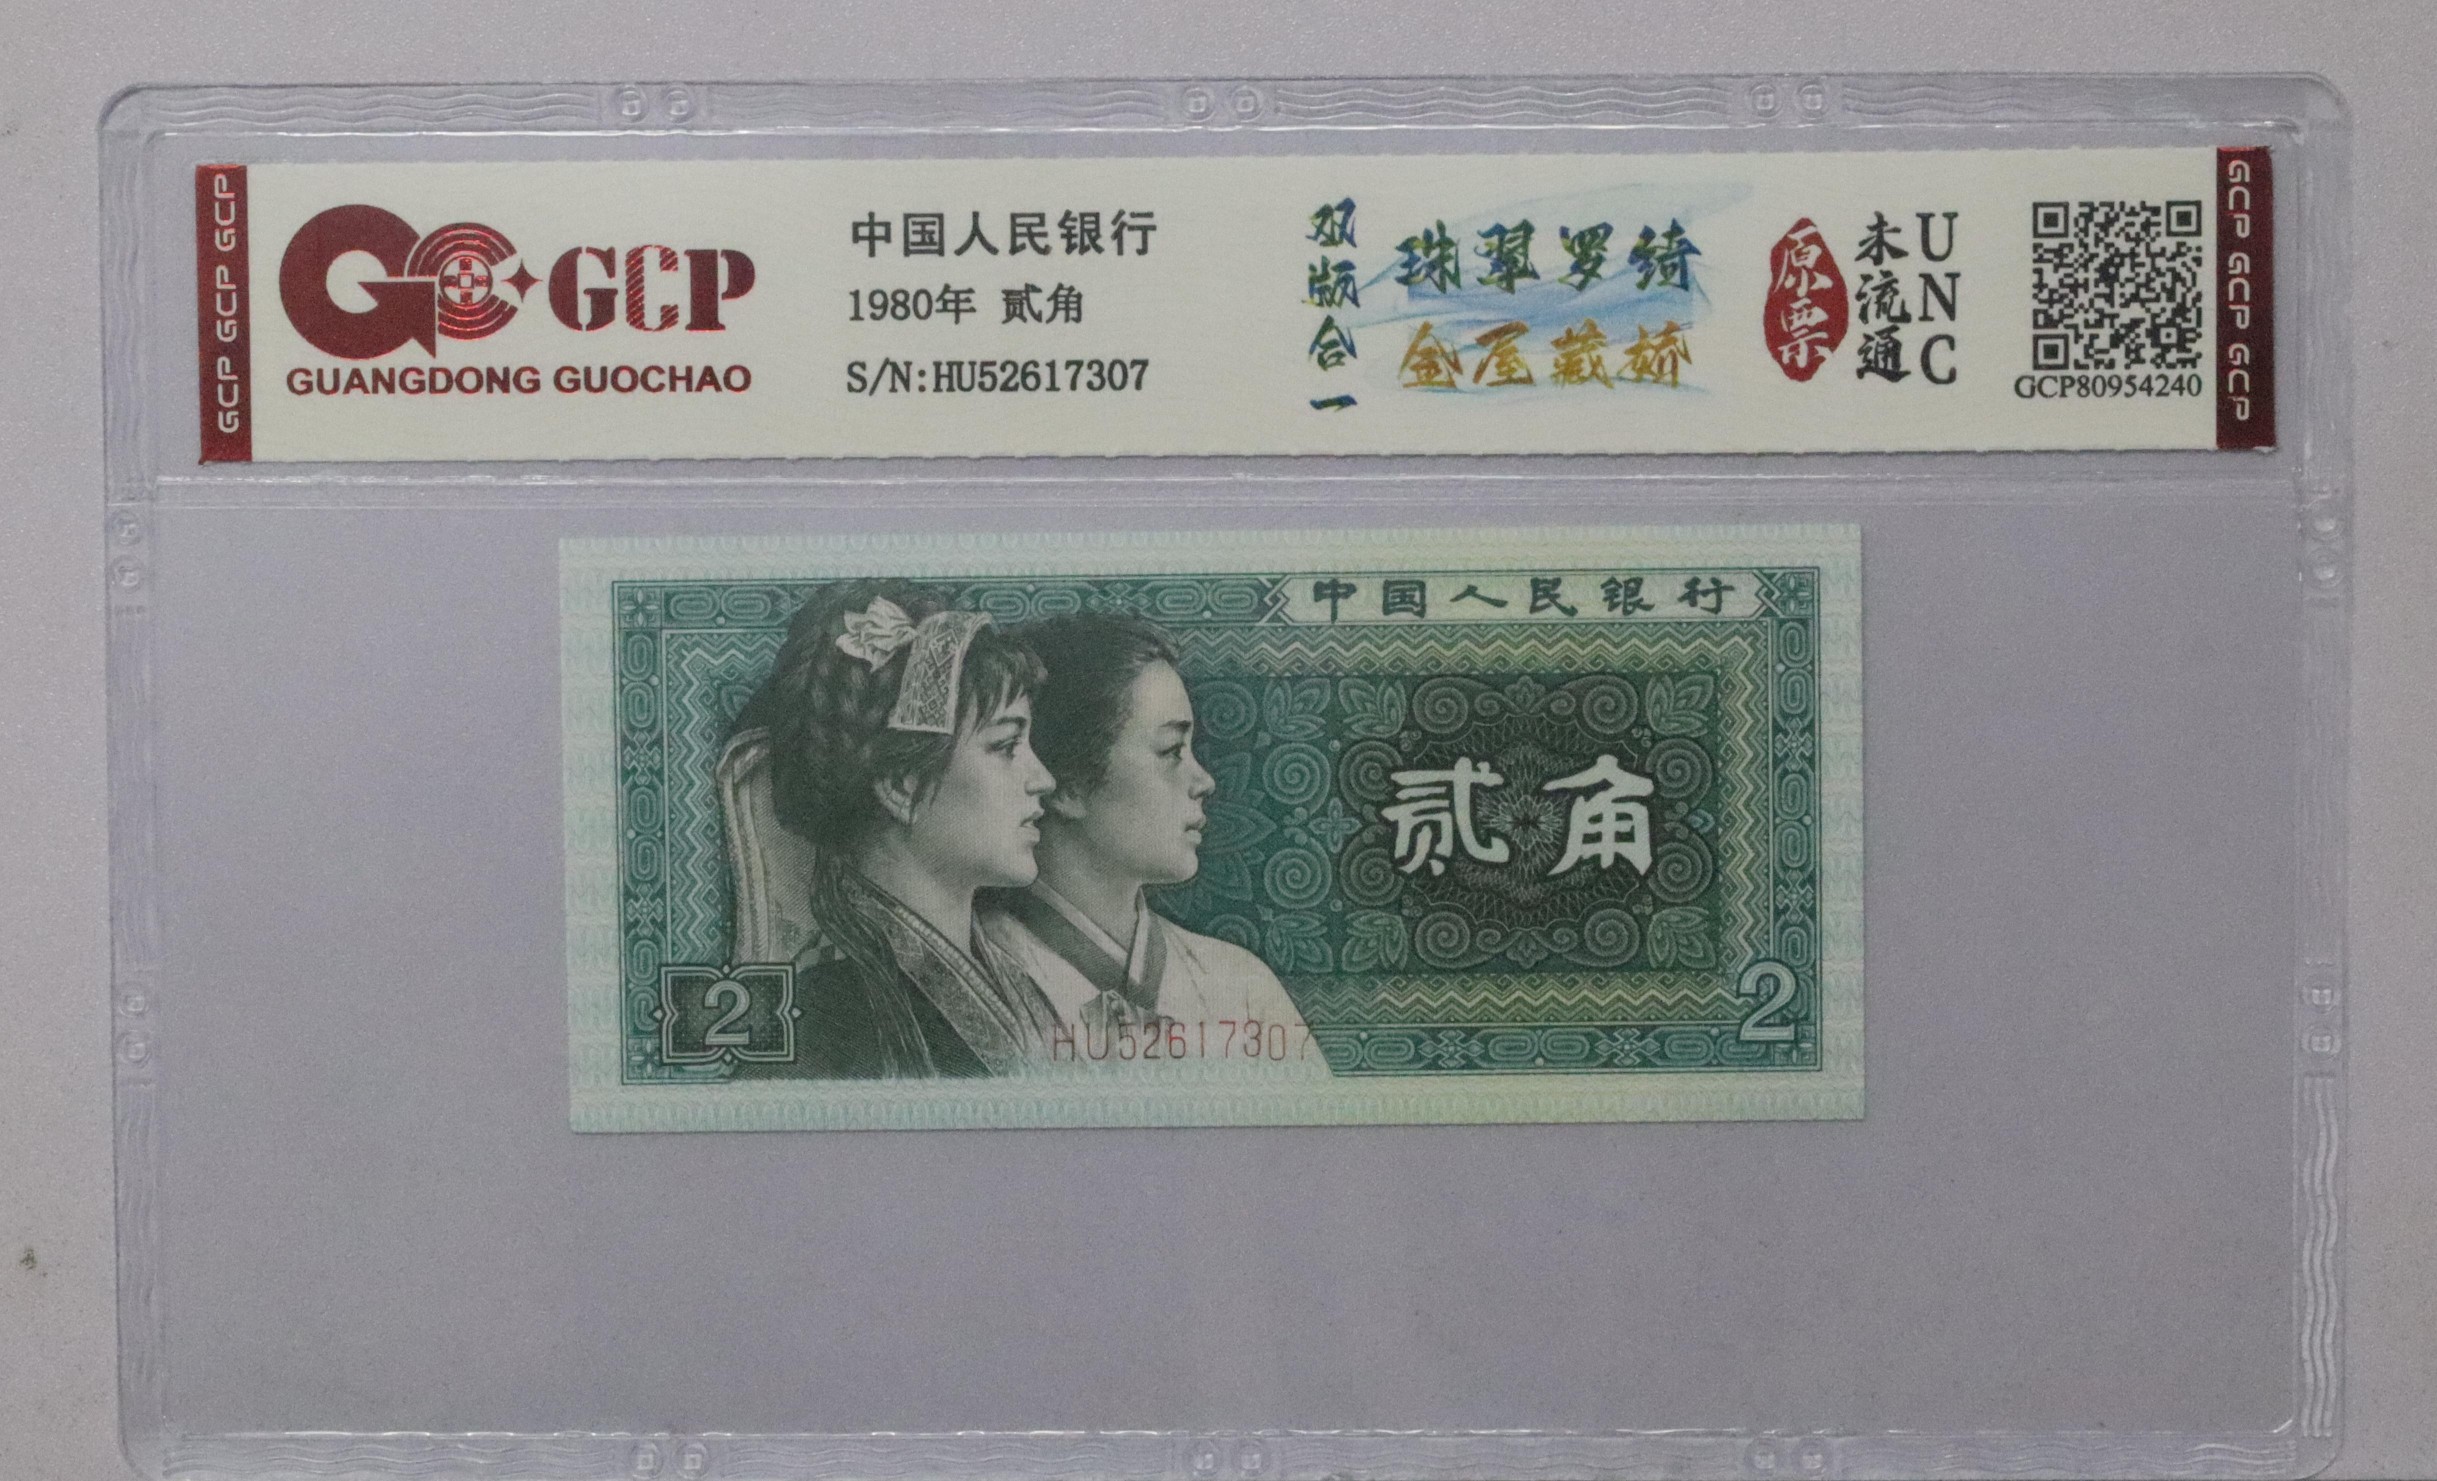 GCP GCP GCP
GCP
GUANGDONG GUOCHAO
中国人民银行
1980年 贰角
S/N:HU52617307
双版合一
珠翠罗绮
金屋藏娇
原票
未流通
UNC
GCP80954240
GCP GCP GCP
中国人民银行
贰角
2
HU52617307
2